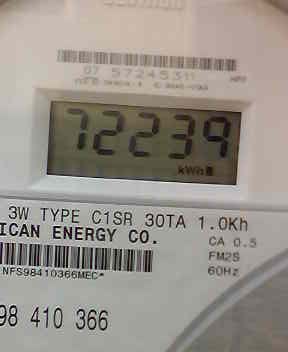 07 57245311
72239
kWh
3W TYPE C1SR 30TA 1.0Kh
ICAN ENERGY CO.
CA 0.5
FM2S
NFS98410366MEC*
60Hz
98 410 366